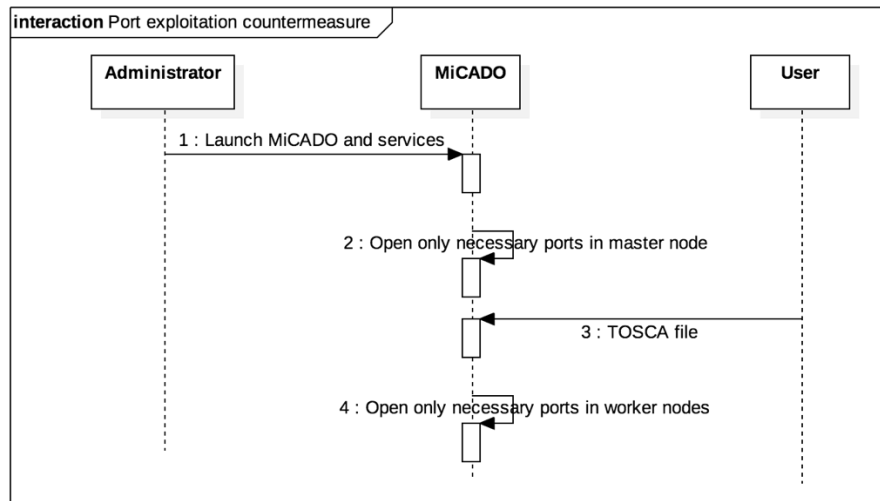 interaction Port exploitation countermeasure
Administrator
MiCADO
User
1 : Launch MiCADO and services
2 : Open only necessary ports in master node
3 : TOSCA file
4 : Open only necessary ports in worker nodes